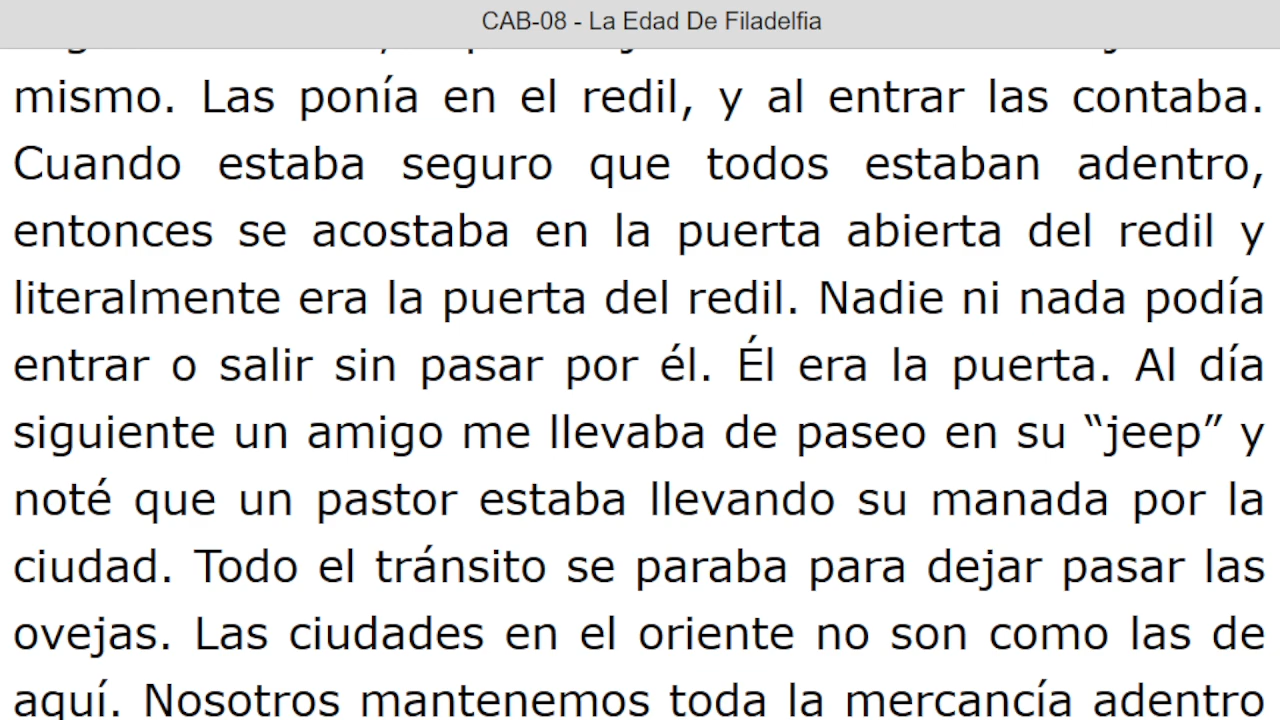 CAB-08 - La Edad De Filadelfia
mismo. Las ponía en el redil, y al entrar las contaba.
Cuando estaba seguro que todos estaban adentro,
entonces se acostaba en la puerta abierta del redil y
literalmente era la puerta del redil. Nadie ni nada podía
entrar o salir sin pasar por él. Él era la puerta. Al día
siguiente un amigo me llevaba de paseo en su “jeep” y
noté que un pastor estaba llevando su manada por la
ciudad. Todo el tránsito se paraba para dejar pasar las
ovejas. Las ciudades en el oriente no son como las de
aquí. Nosotros mantenemos toda la mercancía adentro